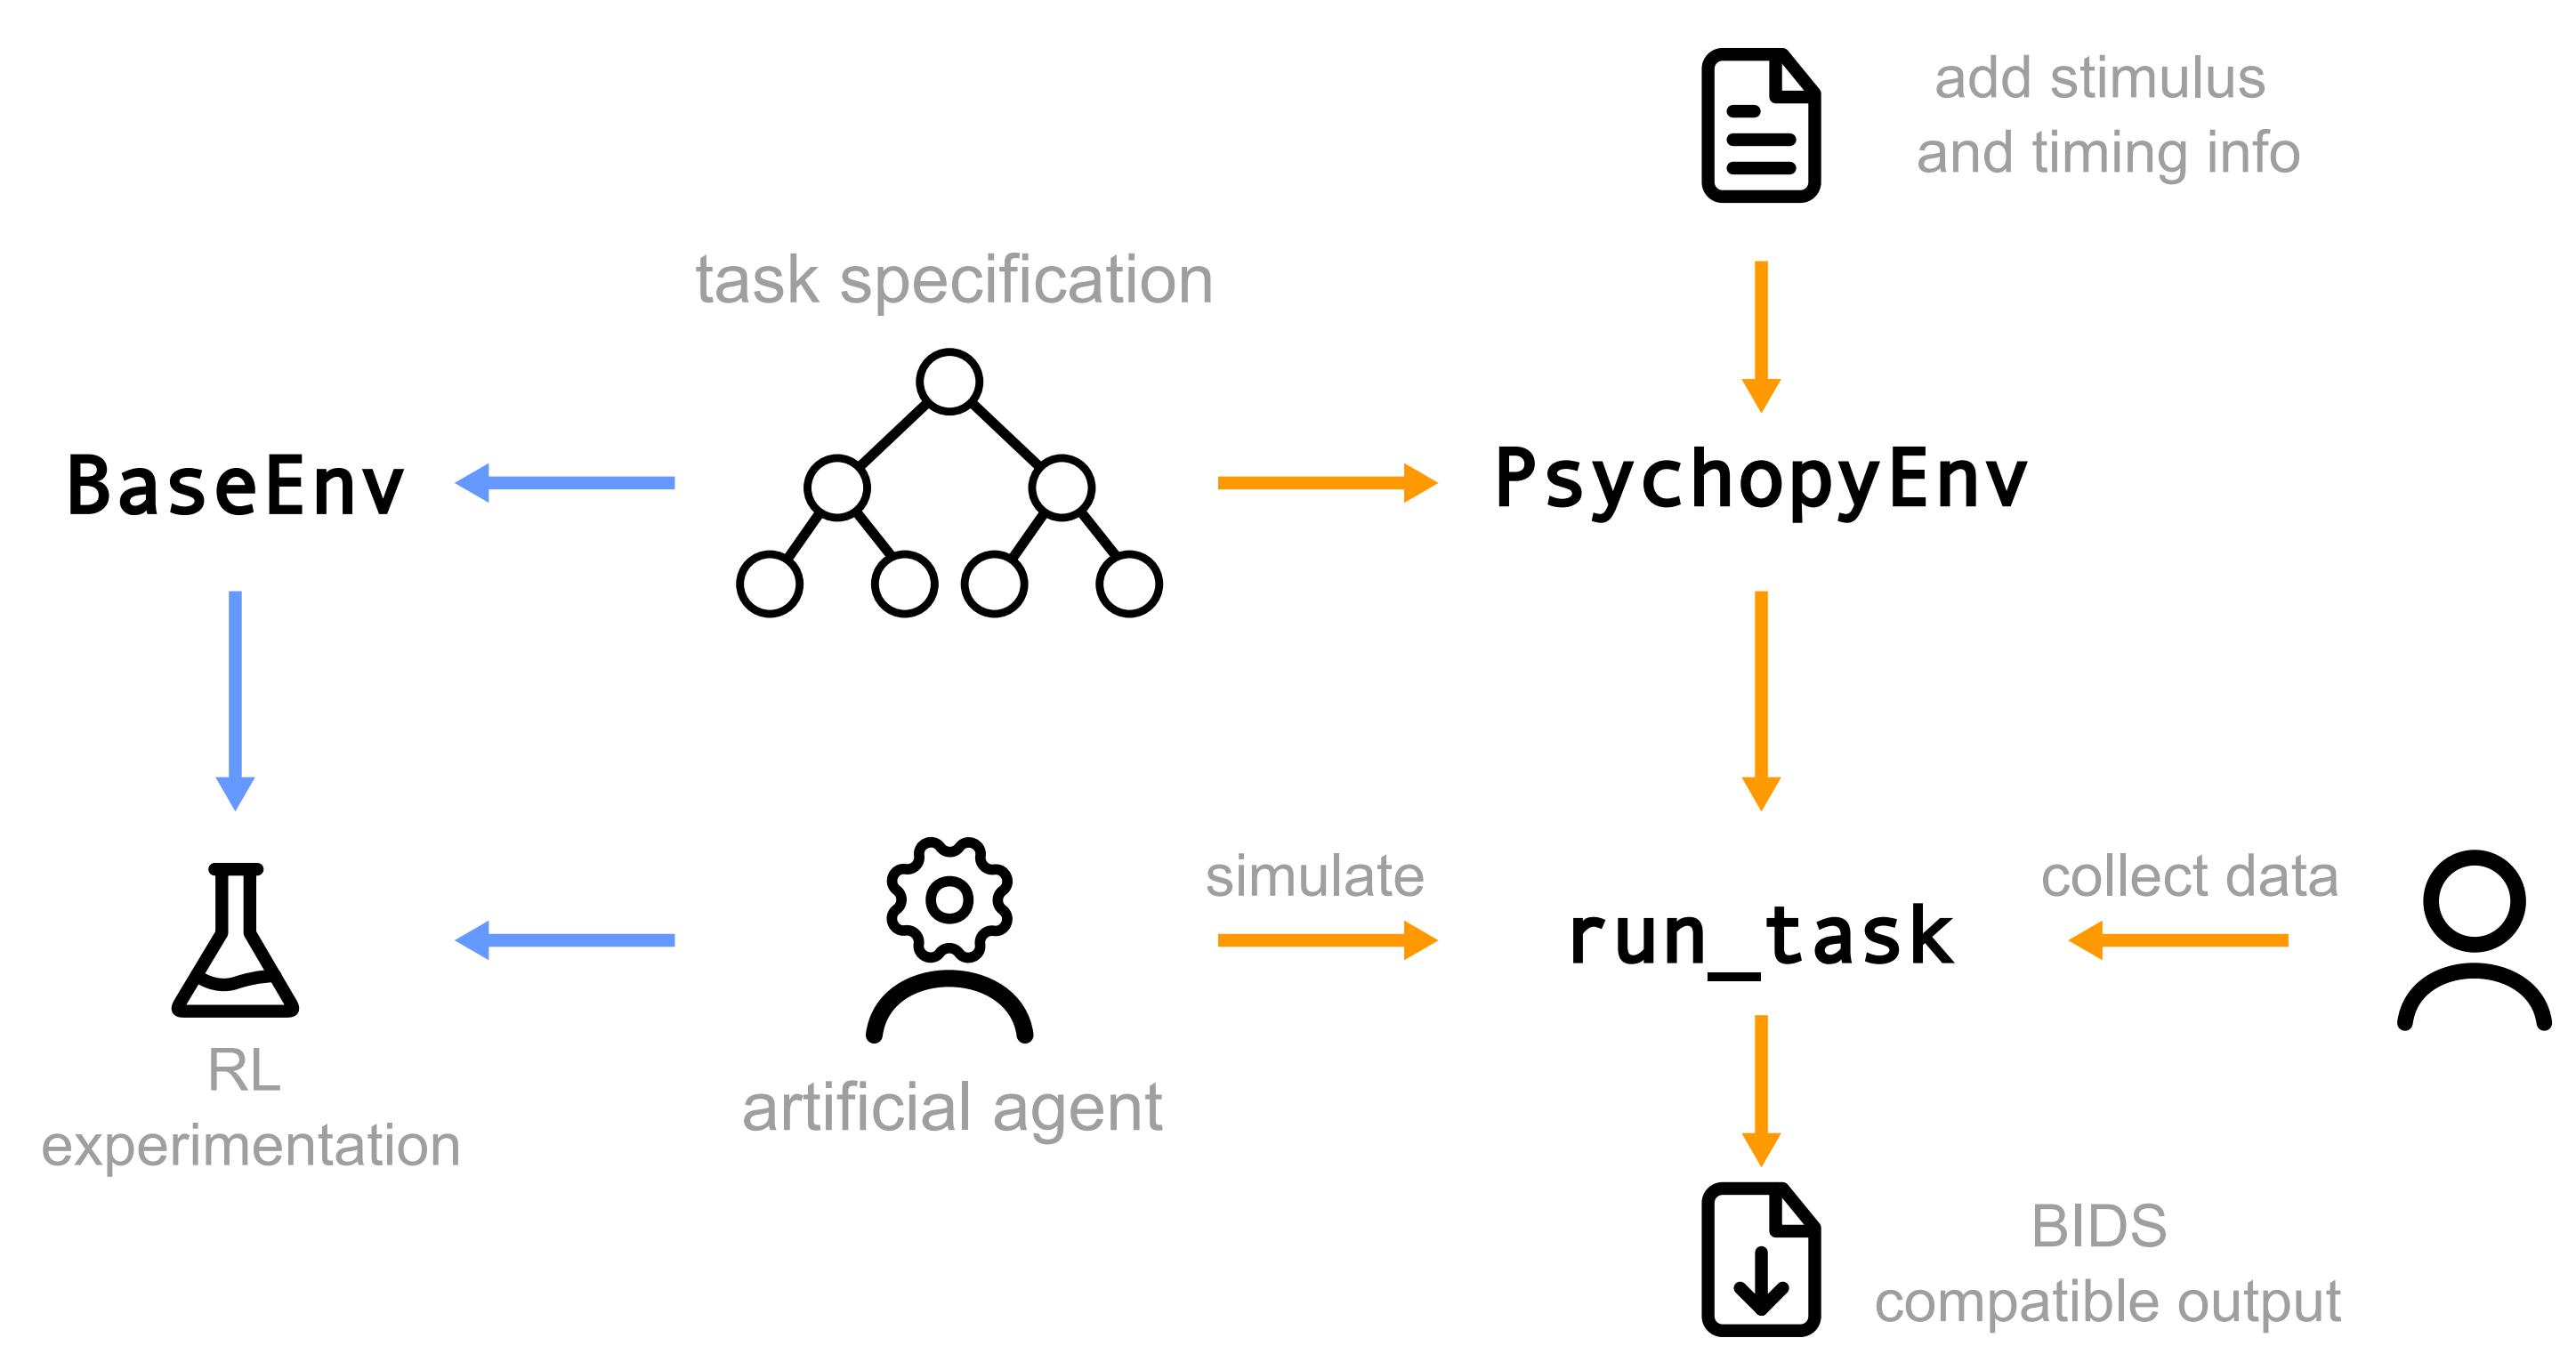 add stimulus
and timing info
task specification
BaseEnv
PsychopyEnv
simulate
collect data
run_task
RL
experimentation
artificial agent
BIDS
compatible output